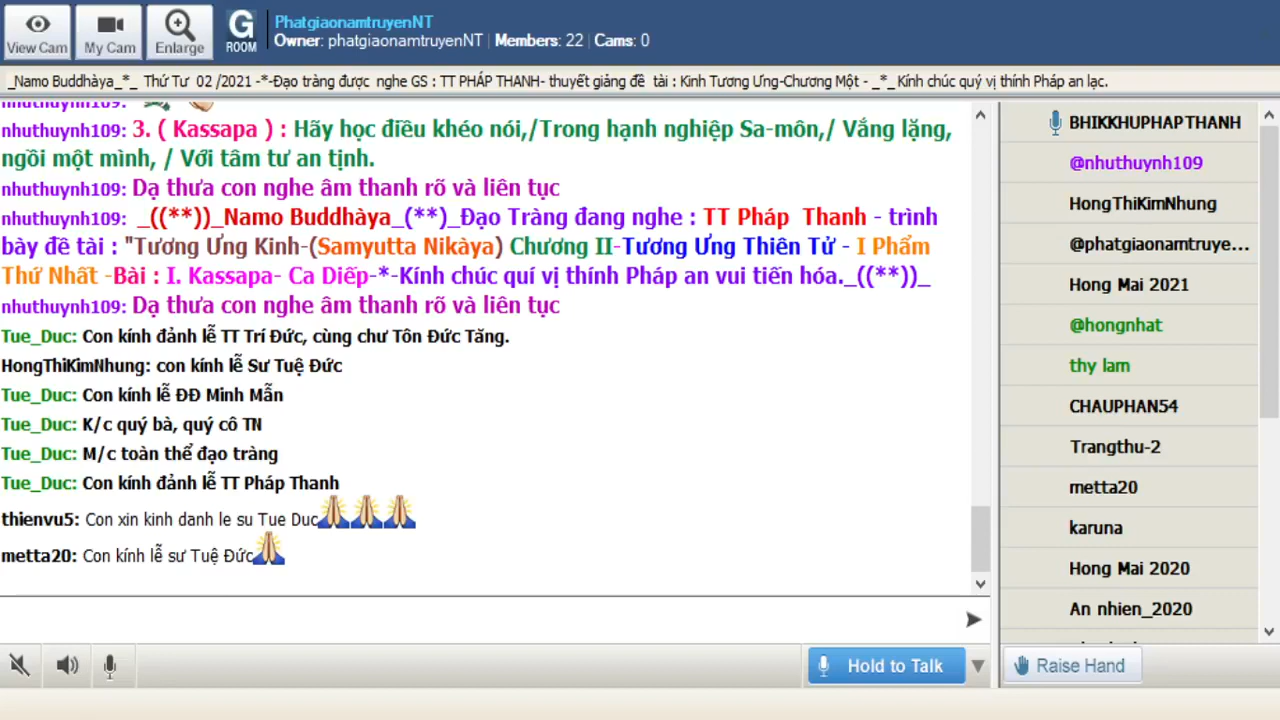 View Cam
My Cam
Enlarge
G
ROOM
PhatgiaonamtruyenNT
Owner: phatgiaonamtruyenNT | Members: 22 | Cams: 0
_Namo Buddhàya_*_ Thứ Tư 02 /2021 -*-Đạo tràng được nghe GS : TT PHÁP THANH- thuyết giảng đề tài : Kinh Tương Ưng-Chương Một - _*_ Kính chúc quý vị thính Pháp an lạc.
nhuthuynh109:
nhuthuynh109: 3. ( Kassapa ) : Hãy học điều khéo nói,/Trong hạnh nghiệp Sa-môn,/ Vắng lặng,
ngồi một mình, / Với tâm tư an tịnh.
nhuthuynh109: Dạ thưa con nghe âm thanh rõ và liên tục
nhuthuynh109: _((**))_Namo Buddhàya_(**)_Đạo Tràng đang nghe : TT Pháp Thanh - trình
bày đề tài : "Tương Ưng Kinh-(Samyutta Nikàya) Chương II-Tương Ưng Thiên Tử - I Phẩm
Thứ Nhất -Bài : I. Kassapa- Ca Diếp-*-Kính chúc quí vị thính Pháp an vui tiến hóa._((**))_
nhuthuynh109: Dạ thưa con nghe âm thanh rõ và liên tục
Tue_Duc: Con kính đảnh lễ TT Trí Đức, cùng chư Tôn Đức Tăng.
HongThiKimNhung: con kính lễ Sư Tuệ Đức
Tue_Duc: Con kính lễ ĐĐ Minh Mẫn
Tue_Duc: K/c quý bà, quý cô TN
Tue_Duc: M/c toàn thể đạo tràng
Tue_Duc: Con kính đảnh lễ TT Pháp Thanh
thienvu5: Con xin kinh danh le su Tue Duc
metta20: Con kính lễ sư Tuệ Đức
BHIKKHUPHAPTHANH
@nhuthuynh109
HongThiKimNhung
@phatgiaonamtruye...
Hong Mai 2021
@hongnhat
thy lam
CHAUPHAN54
Trangthu-2
metta20
karuna
Hong Mai 2020
An nhien_2020
Hold to Talk
Raise Hand